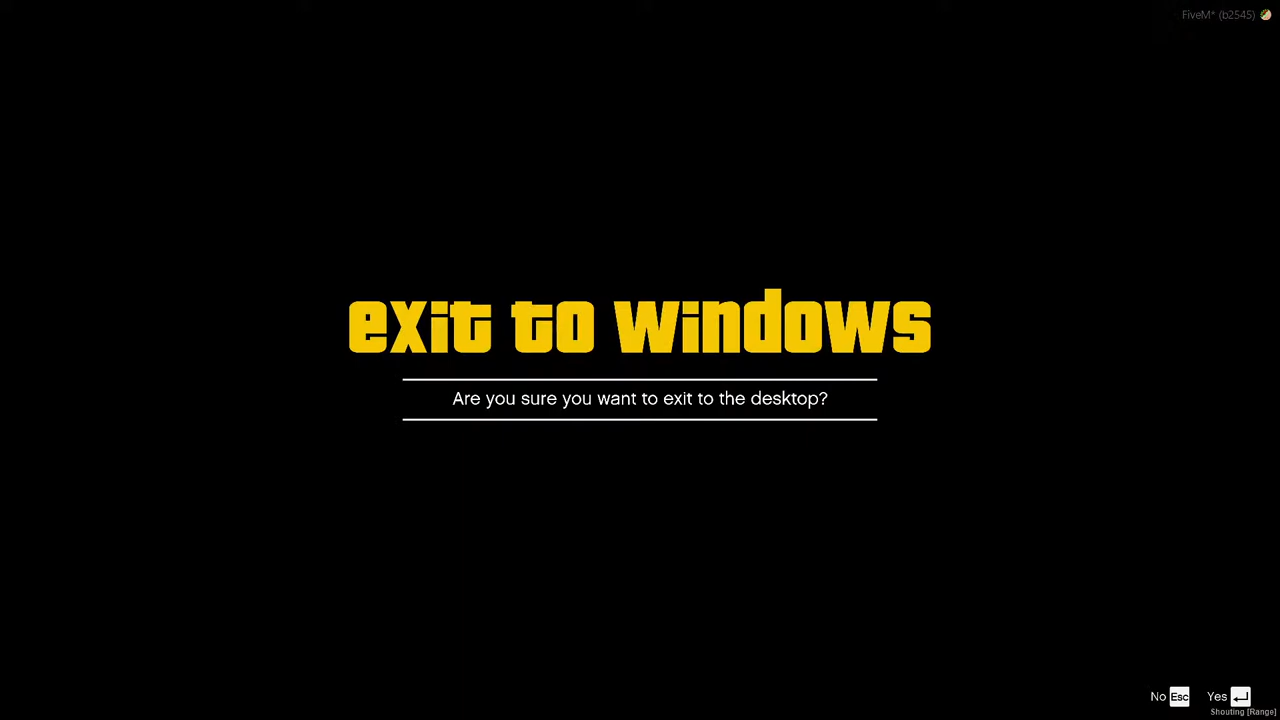 FiveM* (b2545)
exit to windows
Are you sure you want to exit to the desktop?
No Esc Yes
Shouting [Range]